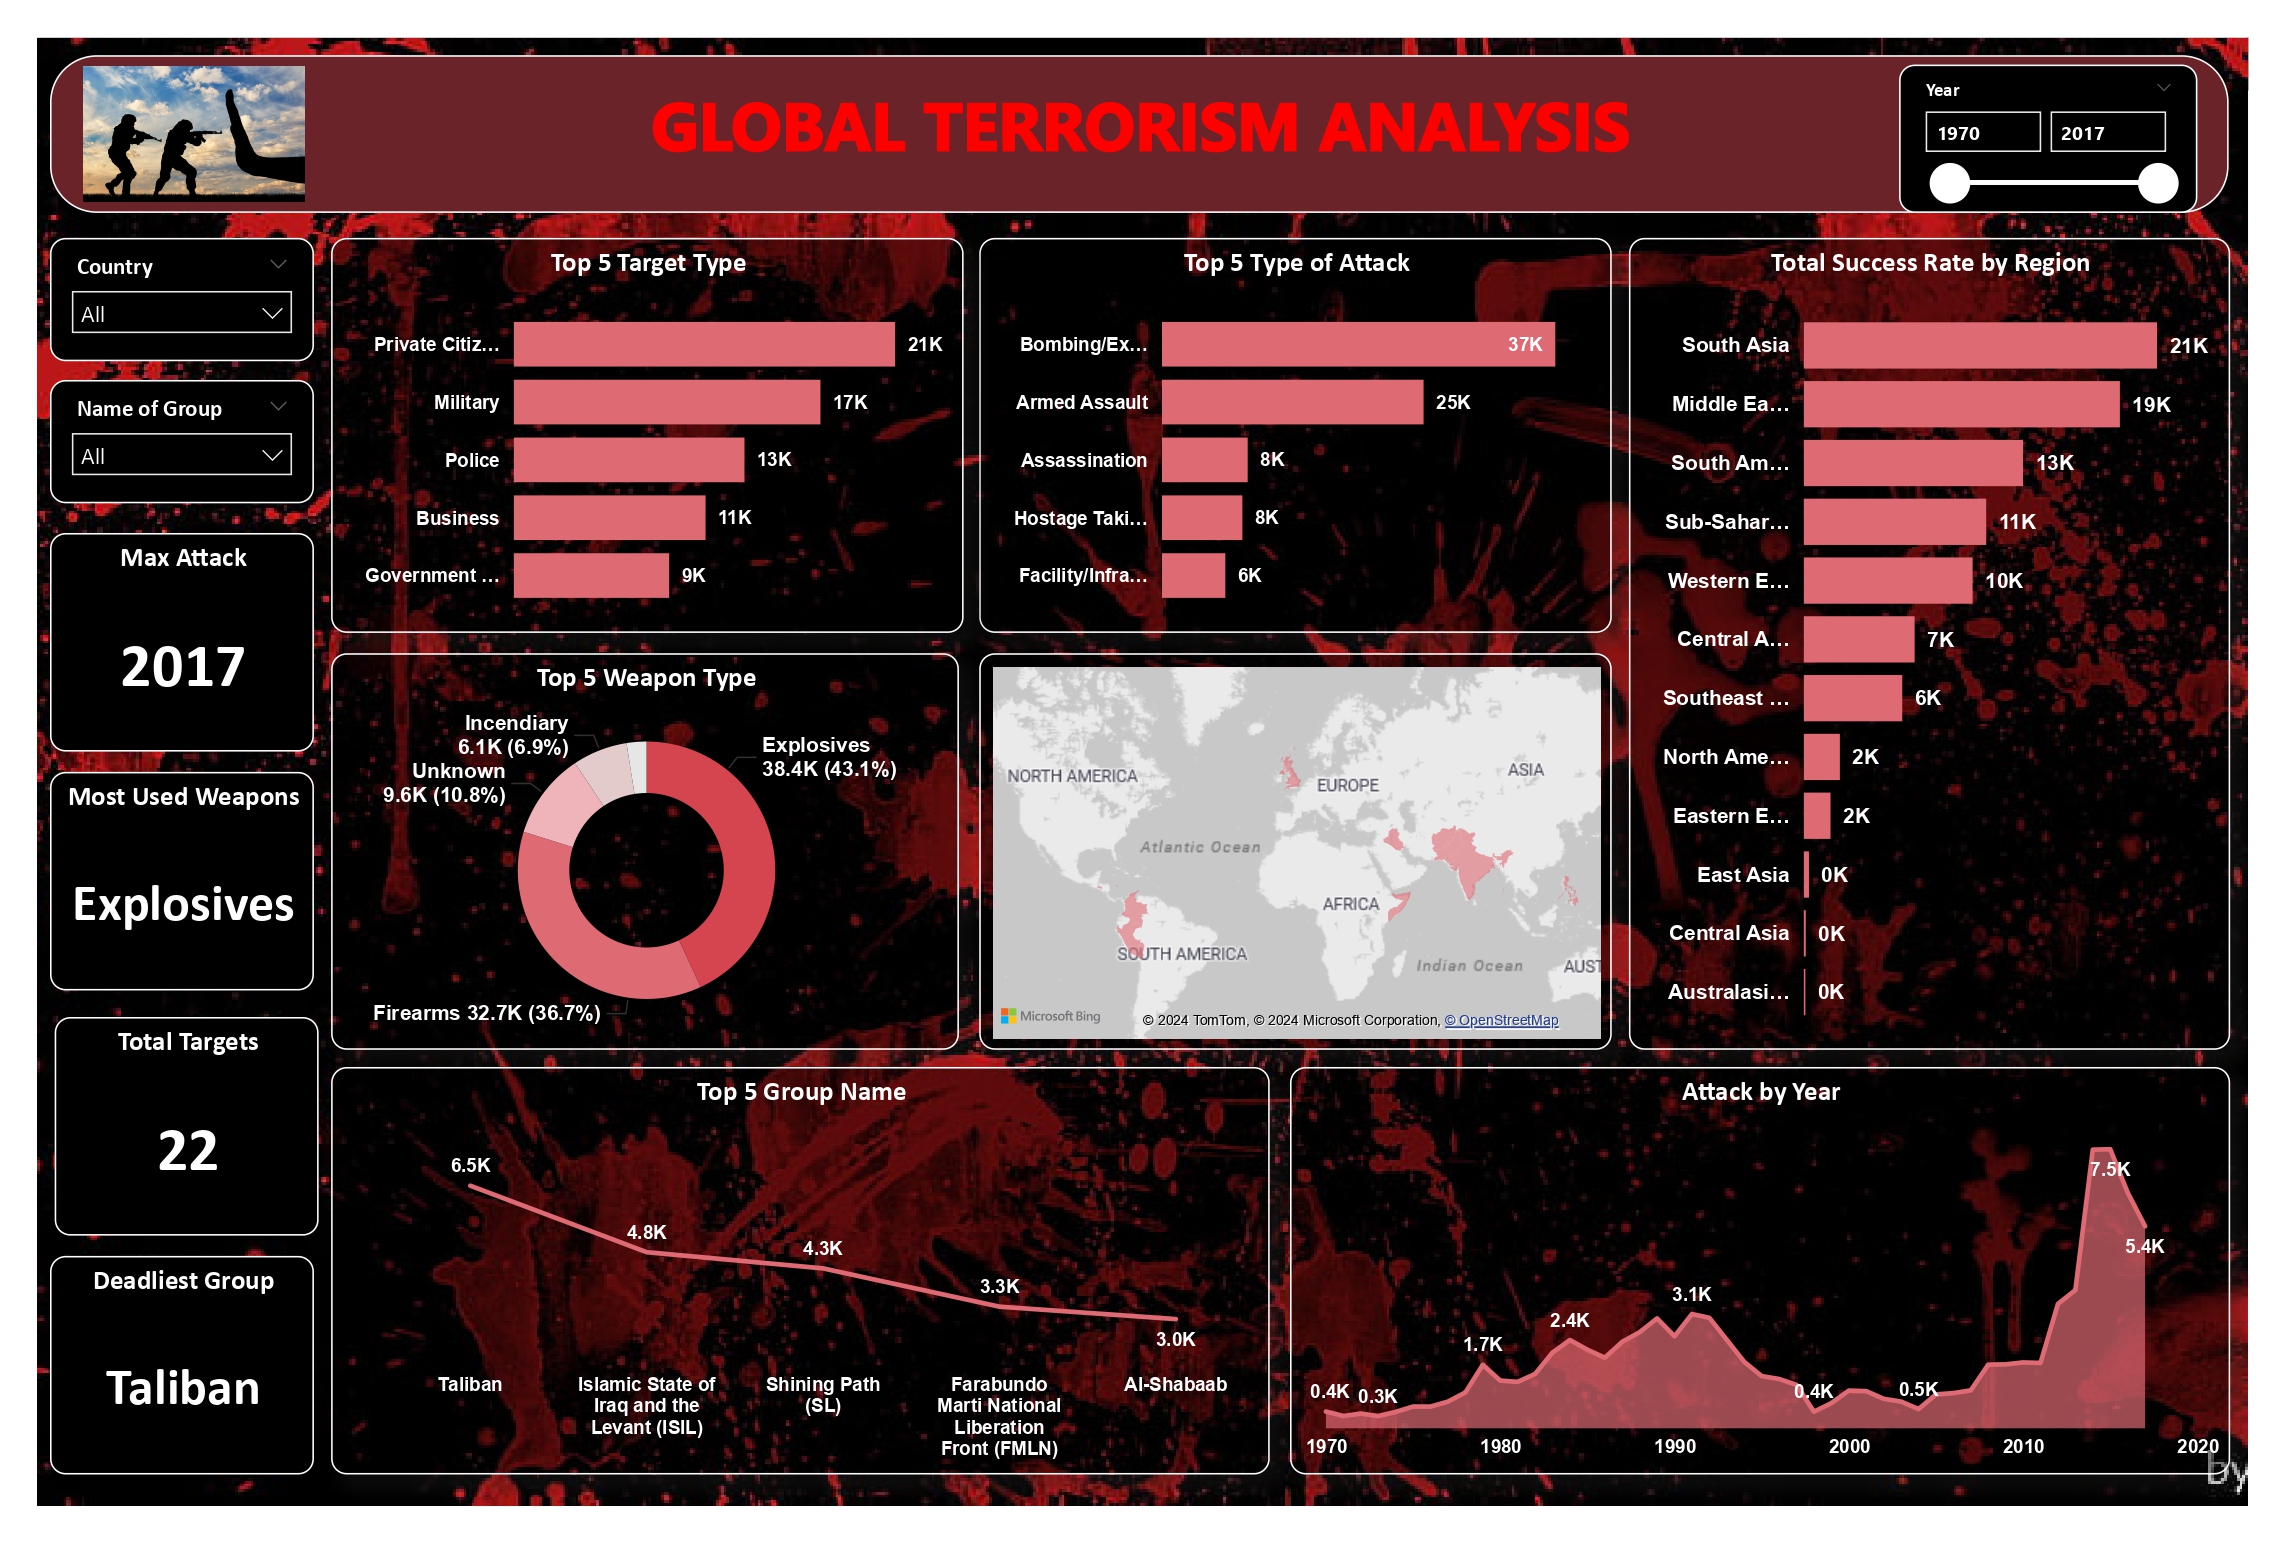 GLOBAL TERRORISM ANALYSIS
Year
1970
2017
Country
All
Name of Group
All
Max Attack
2017
Most Used Weapons
Explosives
Total Targets
22
Deadliest Group
Taliban
Top 5 Target Type
Private Citiz...
21K
Military
17K
Police
13K
Business
11K
Government ...
9K
Top 5 Type of Attack
Bombing/Ex...
37K
Armed Assault
25K
Assassination
8K
Hostage Taki...
8K
Facility/Infra...
6K
Total Success Rate by Region
South Asia
21K
Middle Ea...
19K
South Am...
13K
Sub-Sahar...
11K
Western E...
10K
Central A...
7K
Southeast ...
6K
North Ame...
2K
Eastern E...
2K
East Asia
0K
Central Asia
0K
Australasi...
0K
Top 5 Weapon Type
Incendiary
6.1K (6.9%)
Unknown
9.6K (10.8%)
Explosives
38.4K (43.1%)
Firearms 32.7K (36.7%)
NORTH AMERICA
EUROPE
ASIA
Atlantic Ocean
AFRICA
SOUTH AMERICA
Indian Ocean
AUST
Microsoft Bing
© 2024 TomTom, © 2024 Microsoft Corporation, © OpenStreetMap
Top 5 Group Name
6.5K
4.8K
4.3K
3.3K
3.0K
Taliban
Islamic State of
Iraq and the
Levant (ISIL)
Shining Path
(SL)
Farabundo
Marti National
Liberation
Front (FMLN)
Al-Shabaab
Attack by Year
0.4K
0.3K
1.7K
2.4K
3.1K
0.4K
0.5K
7.5K
5.4K
1970
1980
1990
2000
2010
2020
by